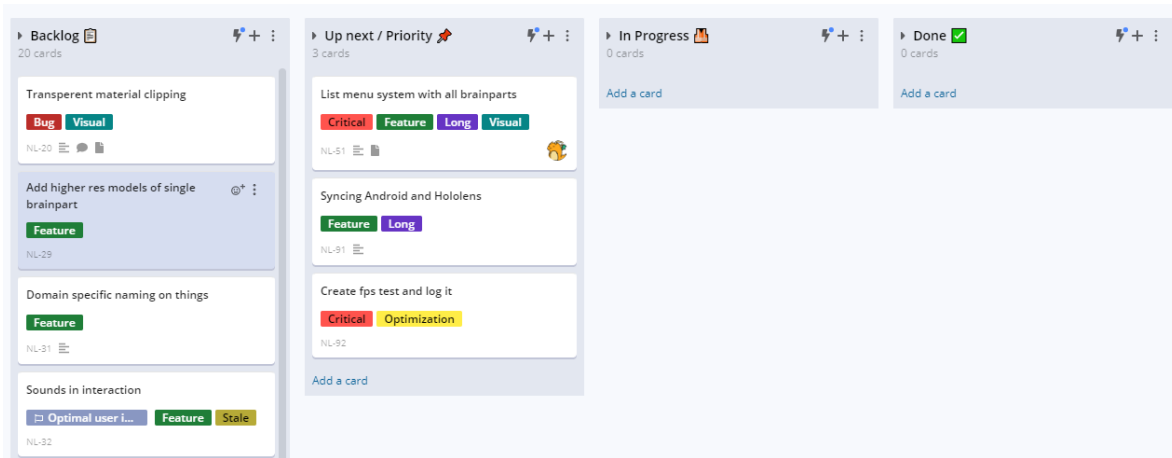 Backlog
20 cards
Transperent material clipping
Bug Visual
NL-20
Add higher res models of single
brainpart
Feature
NL-29
Domain specific naming on things
Feature
NL-31
Sounds in interaction
Optimal user i... Feature Stale
NL-32
Up next / Priority
3 cards
List menu system with all brainparts
Critical Feature Long Visual
NL-51
Syncing Android and Hololens
Feature Long
NL-91
Create fps test and log it
Critical Optimization
NL-92
Add a card
In Progress
0 cards
Add a card
Done
0 cards
Add a card